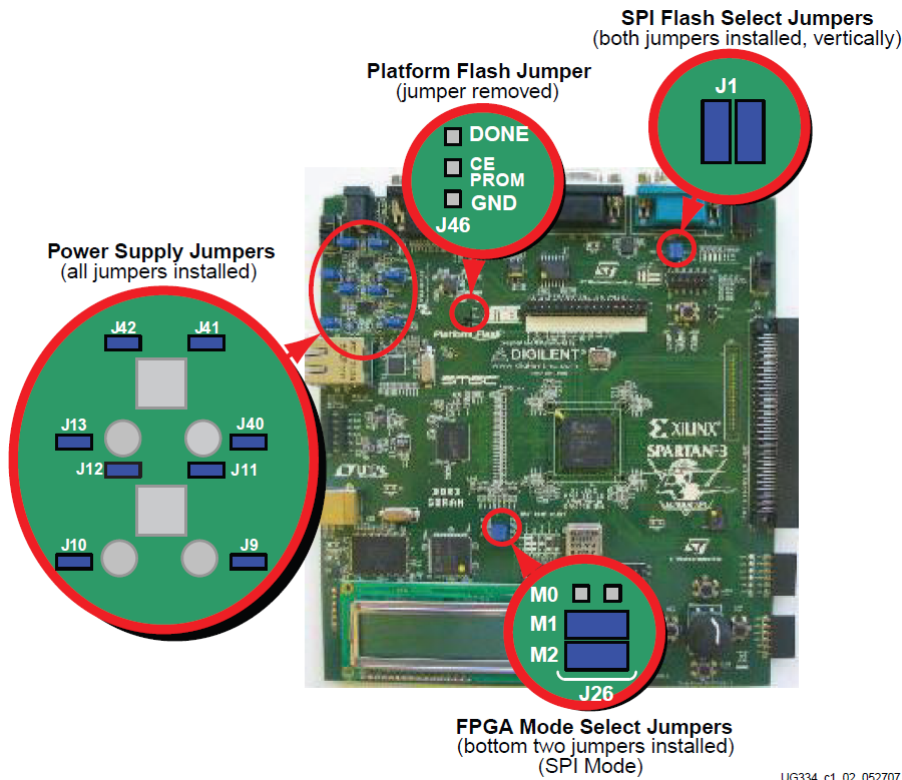 SPI Flash Select Jumpers
(both jumpers installed, vertically)
J1
Platform Flash Jumper
(jumper removed)
DONE
CE
PROM
GND
J46
Power Supply Jumpers
(all jumpers installed)
J42 J41
J13 J40
J12 J11
J10 J9
Platform Flash
DIGILENT
SMSC
XILINX
SPARTAN-3
M0
M1
M2
J26
FPGA Mode Select Jumpers
(bottom two jumpers installed)
(SPI Mode)
UG334_c1_02_052707